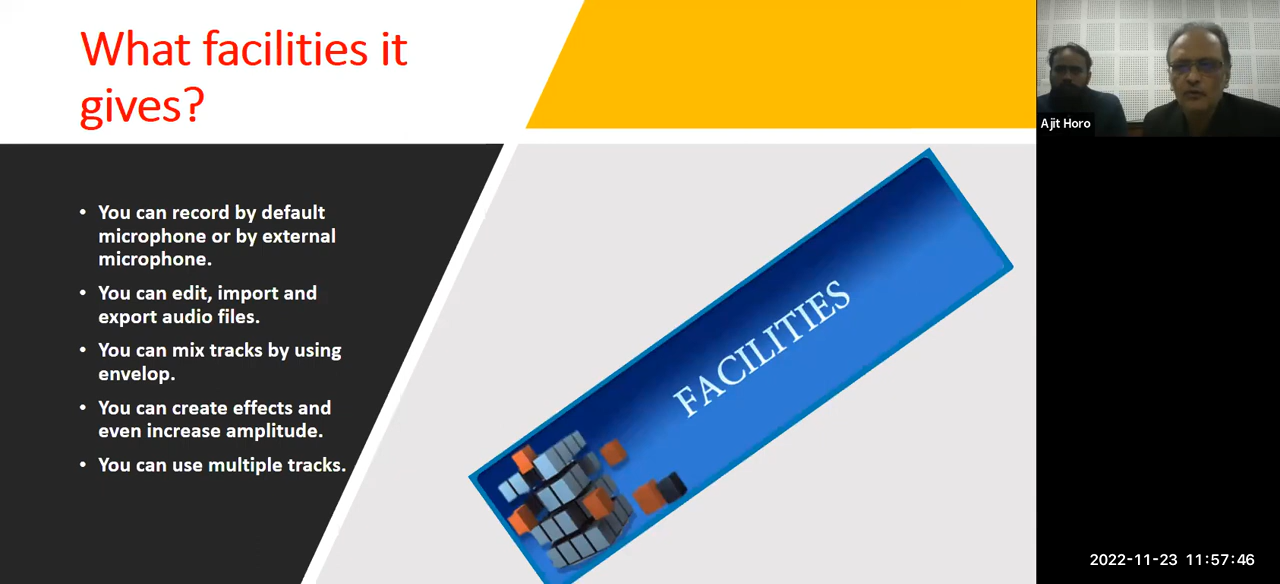 What facilities it
gives?
• You can record by default
microphone or by external
microphone.
• You can edit, import and
export audio files.
• You can mix tracks by using
envelop.
• You can create effects and
even increase amplitude.
• You can use multiple tracks.
FACILITIES
Ajit Horo
2022-11-23 11:57:46